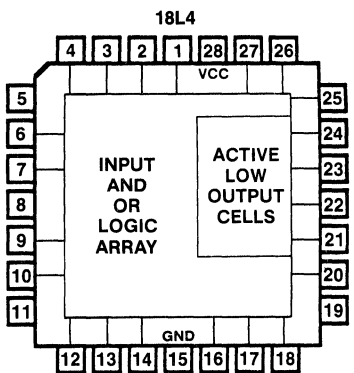 18L4
4 3 2 1 28 27 26
VCC
5 25
6 24
7 23
8 22
9 21
10 20
11 19
INPUT
AND
OR
LOGIC
ARRAY
ACTIVE
LOW
OUTPUT
CELLS
GND
12 13 14 15 16 17 18